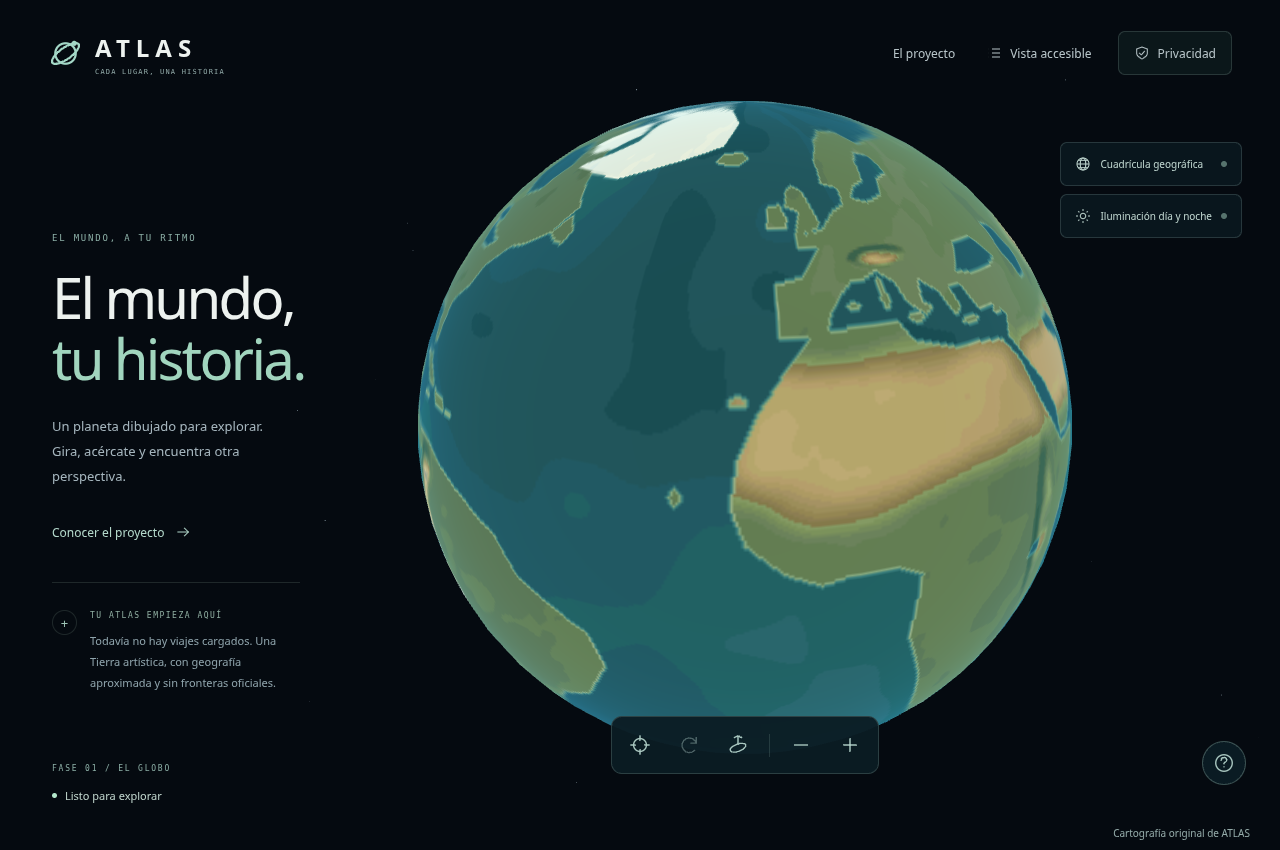 ATLAS
CADA LUGAR, UNA HISTORIA
El proyecto
Vista accesible
Privacidad
Cuadrícula geográfica
Iluminación día y noche
EL MUNDO, A TU RITMO
El mundo,
tu historia.
Un planeta dibujado para explorar.
Gira, acércate y encuentra otra
perspectiva.
Conocer el proyecto
TU ATLAS EMPIEZA AQUÍ
Todavía no hay viajes cargados. Una
Tierra artística, con geografía
aproximada y sin fronteras oficiales.
FASE 01 / EL GLOBO
Listo para explorar
Cartografía original de ATLAS